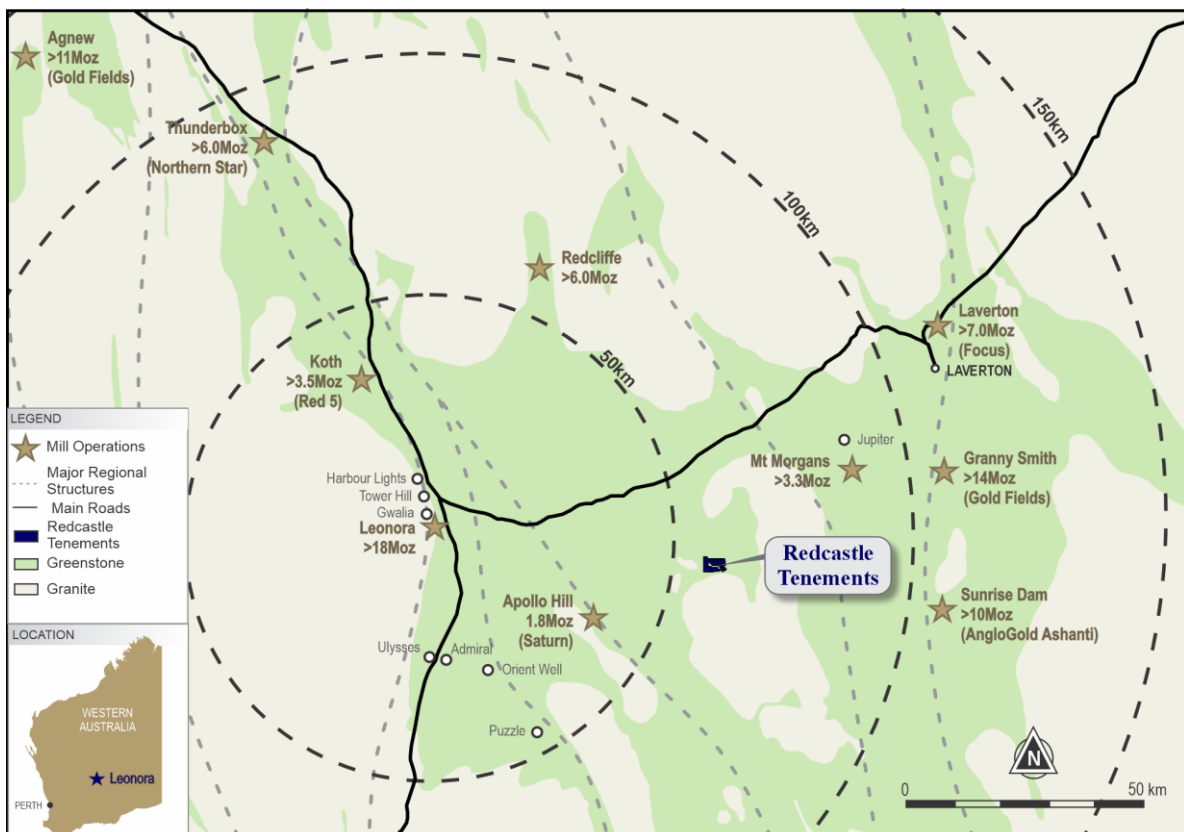 Agnew
>11Moz
(Gold Fields)
Thunderbox
>6.0Moz
(Northern Star)
150km
100km
Redcliffe
>6.0Moz
Laverton
>7.0Moz
(Focus)
LAVERTON
50km
Koth
>3.5Moz
(Red 5)
Jupiter
Mt Morgans
>3.3Moz
Granny Smith
>14Moz
(Gold Fields)
Harbour Lights
Tower Hill
Gwalia
Leonora
>18Moz
Redcastle
Tenements
Apollo Hill
1.8Moz
(Saturn)
Sunrise Dam
>10Moz
(AngloGold Ashanti)
Ulysses
Admiral
Orient Well
Puzzle
LEGEND
Mill Operations
Major Regional
Structures
Main Roads
Redcastle
Tenements
Greenstone
Granite
LOCATION
WESTERN
AUSTRALIA
Leonora
PERTH
N
0
50 km